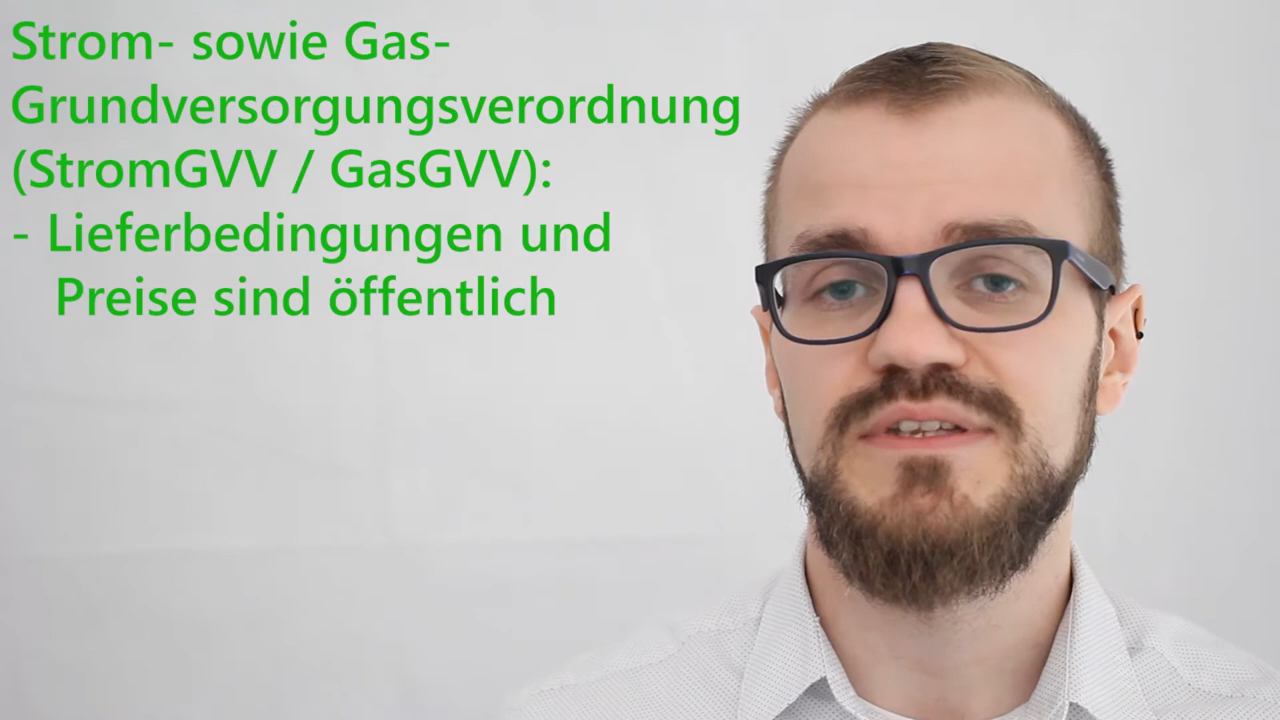 Strom- sowie Gas-
Grundversorgungsverordnung
(StromGVV / GasGVV):
- Lieferbedingungen und
Preise sind öffentlich